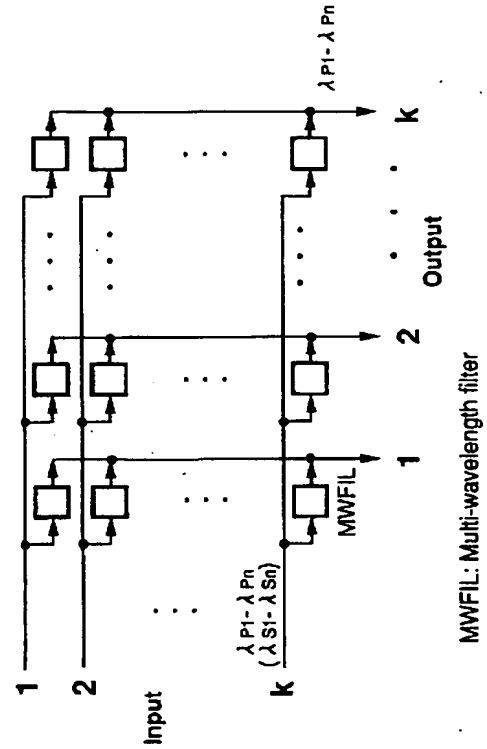 1
2
Input
k
λP1-λPn
(λS1-λSn)
MWFIL
1
2
k
Output
λP1-λPn
MWFIL: Multi-wavelength filter